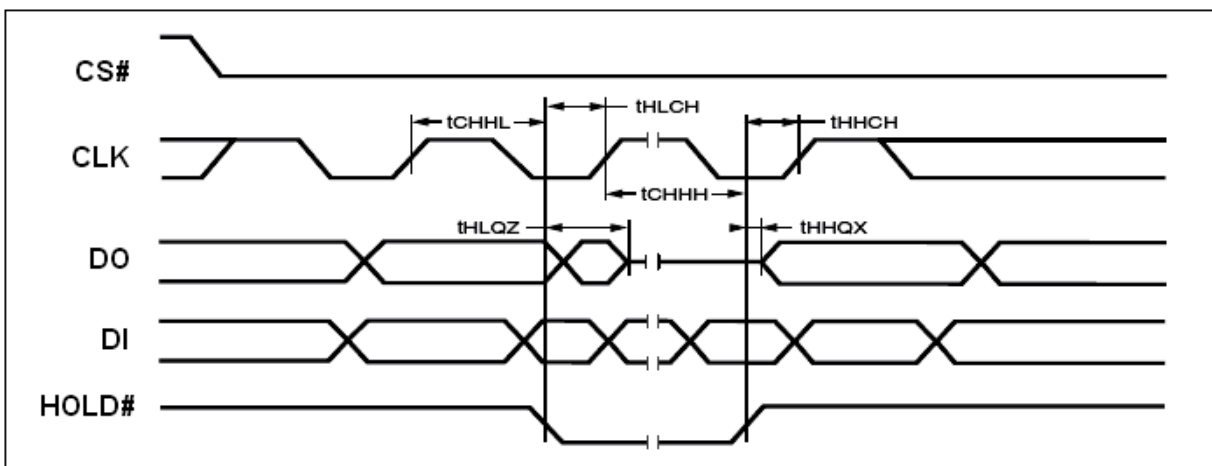 CS#
tHLCH
tCHHL
tHHCH
CLK
tCHHH
tHLQZ
tHHQX
DO
DI
HOLD#